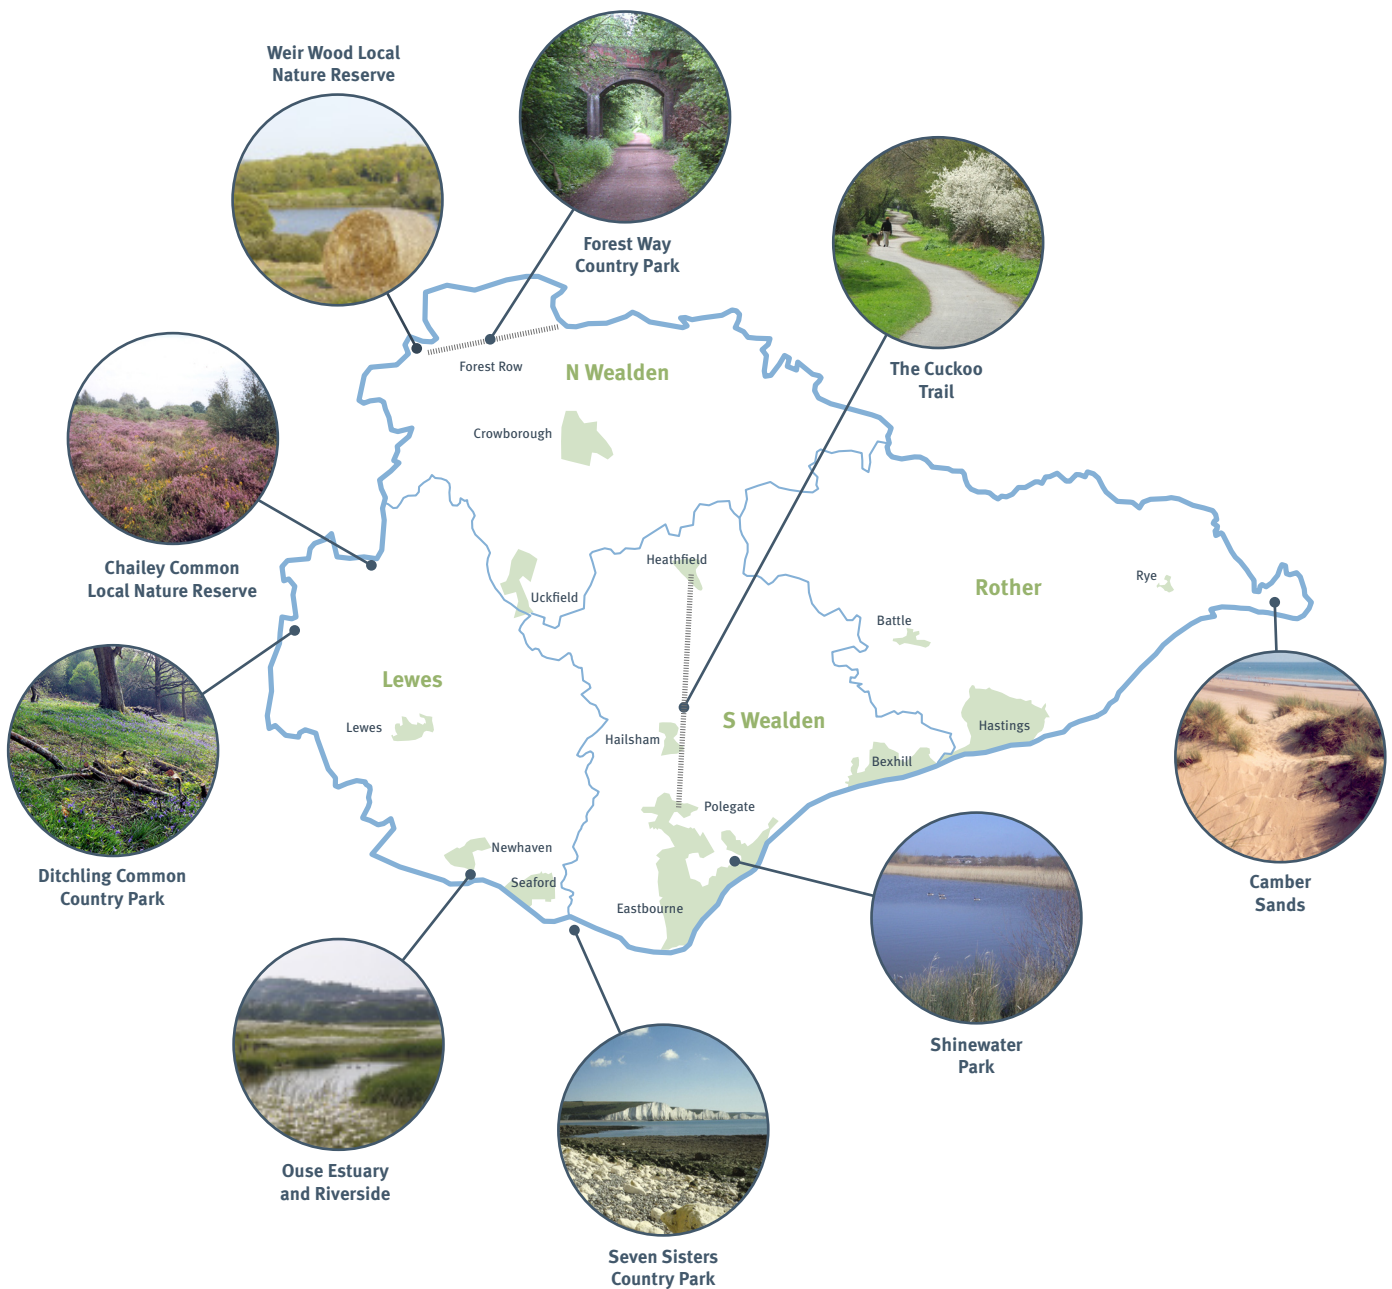 Weir Wood Local
Nature Reserve
Forest Way
Country Park
The Cuckoo
Trail
Forest Row
N Wealden
Crowborough
Chailey Common
Local Nature Reserve
Heathfield
Uckfield
Rother
Rye
Battle
Lewes
Lewes
S Wealden
Hailsham
Hastings
Bexhill
Polegate
Newhaven
Seaford
Eastbourne
Ditchling Common
Country Park
Camber
Sands
Shinewater
Park
Ouse Estuary
and Riverside
Seven Sisters
Country Park